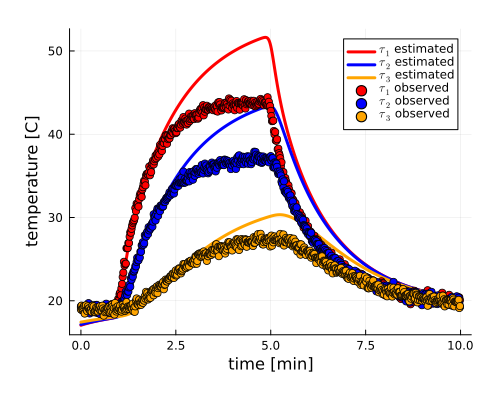 τ₁ estimated
τ₂ estimated
τ₃ estimated
τ₁ observed
τ₂ observed
τ₃ observed
temperature [C]
50
40
30
20
0.0 2.5 5.0 7.5 10.0
time [min]